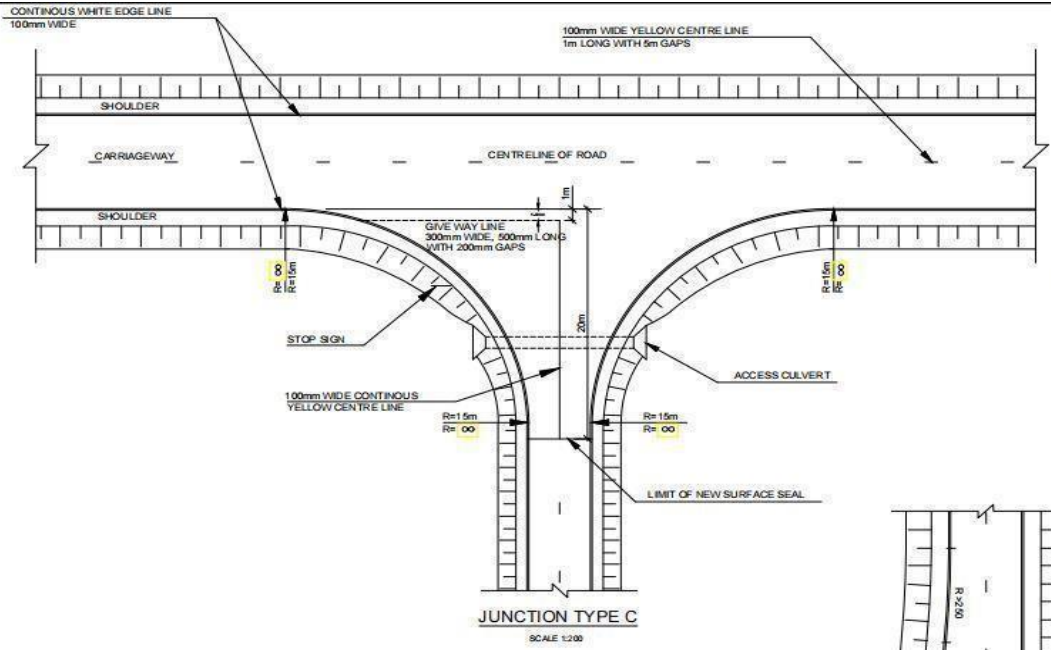 CONTINOUS WHITE EDGE LINE
100mm WIDE
100mm WIDE YELLOW CENTRE LINE
1m LONG WITH 5m GAPS
SHOULDER
CARRIAGEWAY
CENTRELINE OF ROAD
1m
SHOULDER
GIVE WAY LINE
300mm WIDE, 500mm LONG
WITH 200mm GAPS
R= ∞
R=15m
R= ∞
R=15m
20m
STOP SIGN
ACCESS CULVERT
100mm WIDE CONTINOUS
YELLOW CENTRE LINE
R=15m
R= ∞
R=15m
R= ∞
LIMIT OF NEW SURFACE SEAL
R>250
JUNCTION TYPE C
SCALE 1:200